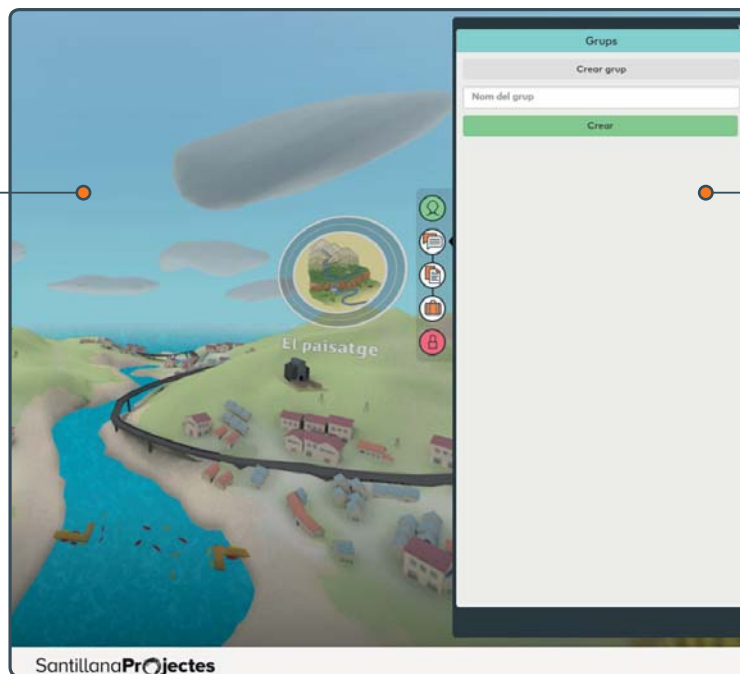 Grups
Crear grup
Nom del grup
Crear
El paisatge
SantillanaProjectes